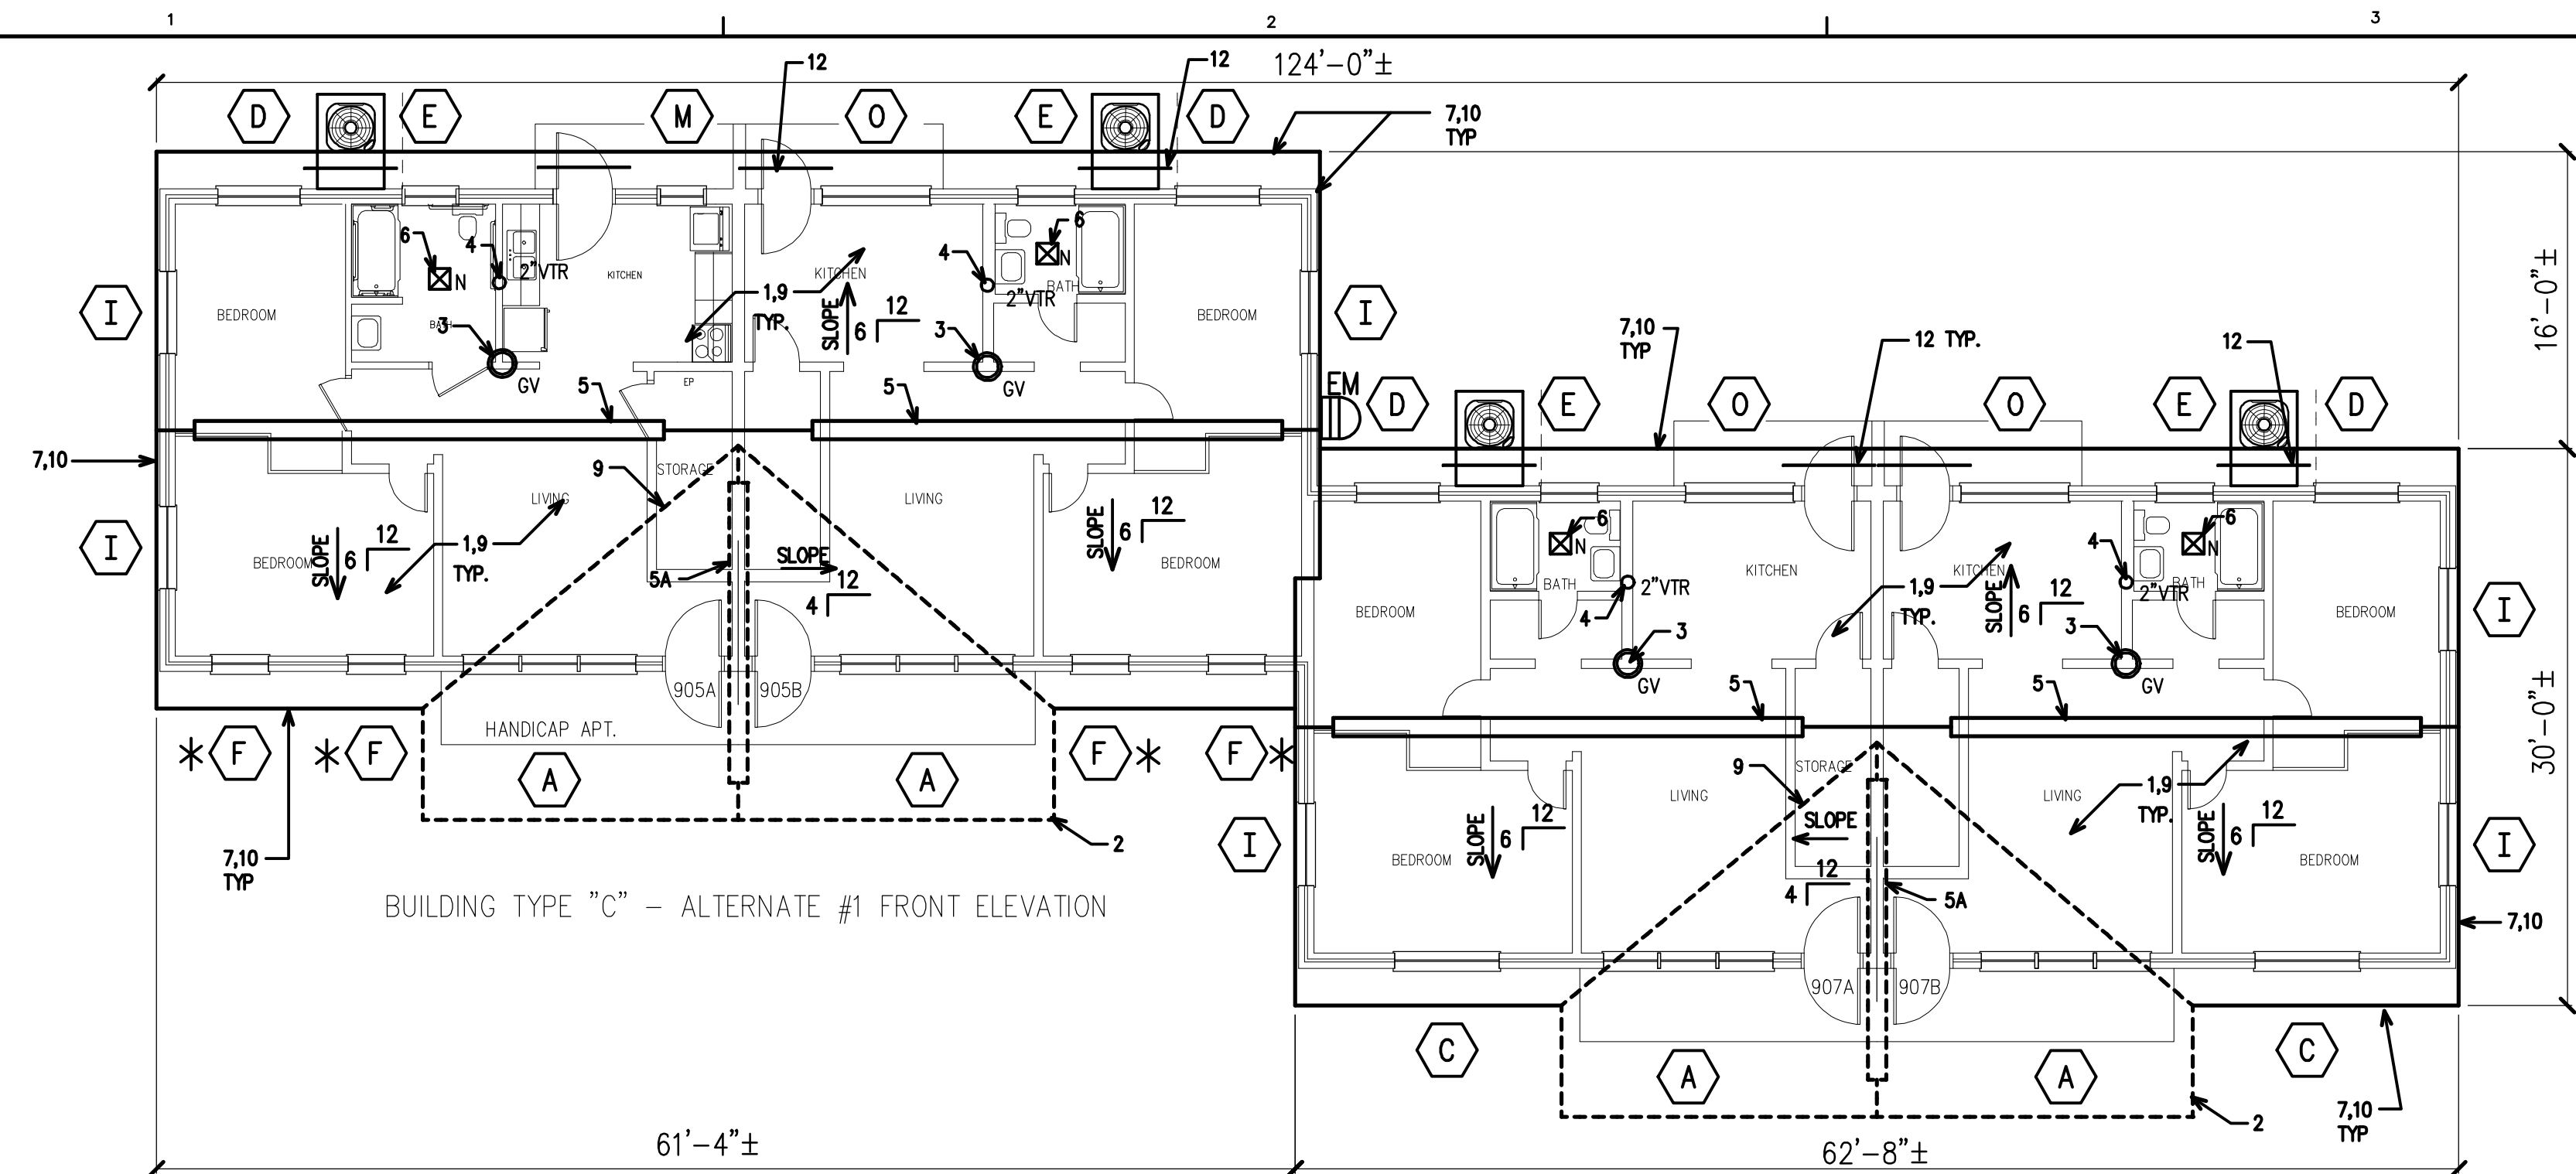 1
2
3
124'-0"±
12
12
D
E
M
O
E
D
7,10
TYP
6
N
4
2"VTR
KITCHEN
KITCHEN
4
2"VTR
6
N
BATH
BEDROOM
BATH
3
GV
1,9
TYP.
SLOPE
12
6
3
GV
BEDROOM
I
I
16'-0"±
EP
5
5
EM
7,10
TYP
12 TYP.
12
D
E
O
O
E
D
7,10
9
STORAGE
LIVING
LIVING
I
BEDROOM
SLOPE
12
6
1,9
TYP.
5A
SLOPE
12
4
SLOPE
12
6
BEDROOM
6
N
BATH
4
2"VTR
KITCHEN
KITCHEN
1,9
TYP.
SLOPE
12
6
4
2"VTR
6
N
BATH
BEDROOM
BEDROOM
I
3
GV
3
GV
905A
905B
HANDICAP APT.
5
5
30'-0"±
* F
* F
F *
F *
A
A
2
7,10
TYP
9
STORAGE
LIVING
LIVING
1,9
TYP.
I
BEDROOM
SLOPE
12
6
SLOPE
12
4
5A
SLOPE
12
6
BEDROOM
I
7,10
BUILDING TYPE "C" - ALTERNATE #1 FRONT ELEVATION
907A
907B
C
A
A
C
2
7,10
TYP
61'-4"±
62'-8"±